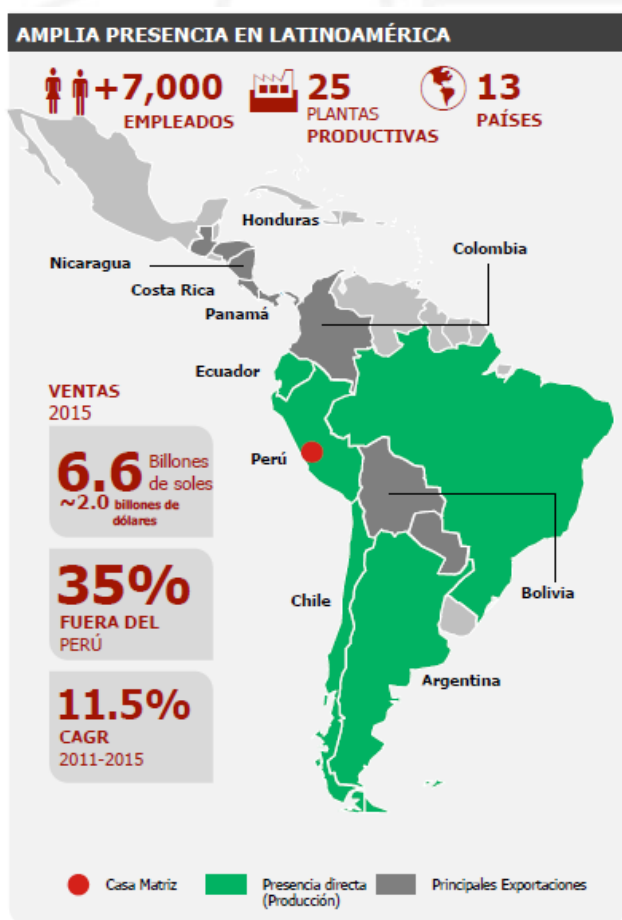 AMPLIA PRESENCIA EN LATINOAMÉRICA
+7,000
EMPLEADOS
25
PLANTAS
PRODUCTIVAS
13
PAÍSES
Honduras
Colombia
Nicaragua
Costa Rica
Panamá
Ecuador
VENTAS
2015
6.6 Billones
de soles
~2.0 billones de
dólares
Perú
35%
FUERA DEL
PERÚ
Chile
Bolivia
Argentina
11.5%
CAGR
2011-2015
Casa Matriz
Presencia directa
(Producción)
Principales Exportaciones